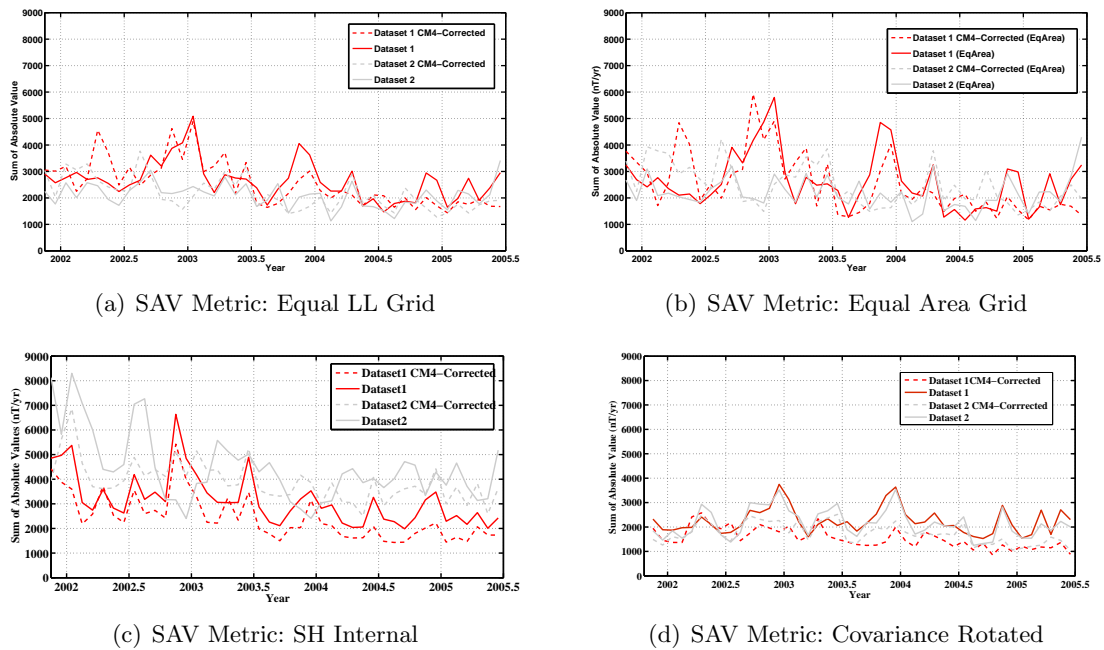 9000
8000
7000
6000
5000
4000
3000
2000
1000
0
Sum of Absolute Value
Dataset 1 CM4-Corrected
Dataset 1
Dataset 2 CM4-Corrected
Dataset 2
2002 2002.5 2003 2003.5 2004 2004.5 2005 2005.5
Year
(a) SAV Metric: Equal LL Grid
9000
8000
7000
6000
5000
4000
3000
2000
1000
0
Sum of Absolute Value (nT/yr)
Dataset 1 CM4-Corrected (EqArea)
Dataset 1 (EqArea)
Dataset 2 CM4-Corrected (EqArea)
Dataset 2 (EqArea)
2002 2002.5 2003 2003.5 2004 2004.5 2005 2005.5
Year
(b) SAV Metric: Equal Area Grid
9000
8000
7000
6000
5000
4000
3000
2000
1000
0
Sum of Absolute Values (nT/yr)
Dataset1 CM4-Corrected
Dataset1
Dataset2 CM4-Corrected
Dataset2
2002 2002.5 2003 2003.5 2004 2004.5 2005 2005.5
Year
(c) SAV Metric: SH Internal
9000
8000
7000
6000
5000
4000
3000
2000
1000
0
Sum of Absolute Value (nT/yr)
Dataset 1CM4-Corrected
Dataset 1
Dataset 2 CM4-Corrrected
Dataset 2
2002 2002.5 2003 2003.5 2004 2004.5 2005 2005.5
Year
(d) SAV Metric: Covariance Rotated